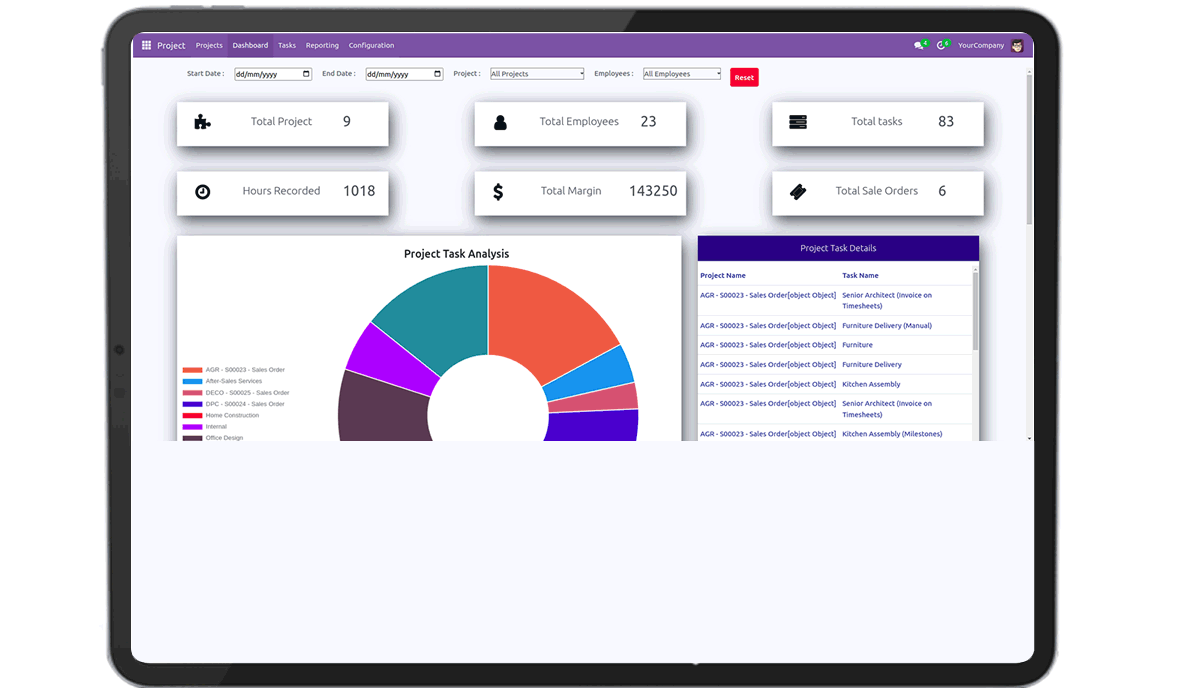 Project Projects Dashboard Tasks Reporting Configuration 4 6 YourCompany
Start Date : dd/mm/yyyy End Date : dd/mm/yyyy Project : All Projects Employees : All Employees Reset
Total Project 9 Total Employees 23 Total tasks 83
Hours Recorded 1018 Total Margin 143250 Total Sale Orders 6
Project Task Analysis
AGR - S00023 - Sales Order
After-Sales Services
DECO - S00025 - Sales Order
DPC - S00024 - Sales Order
Home Construction
Internal
Office Design
Project Task Details
Project Name Task Name
AGR - S00023 - Sales Order[object Object] Senior Architect (Invoice on
Timesheets)
AGR - S00023 - Sales Order[object Object] Furniture Delivery (Manual)
AGR - S00023 - Sales Order[object Object] Furniture
AGR - S00023 - Sales Order[object Object] Furniture Delivery
AGR - S00023 - Sales Order[object Object] Kitchen Assembly
AGR - S00023 - Sales Order[object Object] Senior Architect (Invoice on
Timesheets)
AGR - S00023 - Sales Order[object Object] Kitchen Assembly (Milestones)